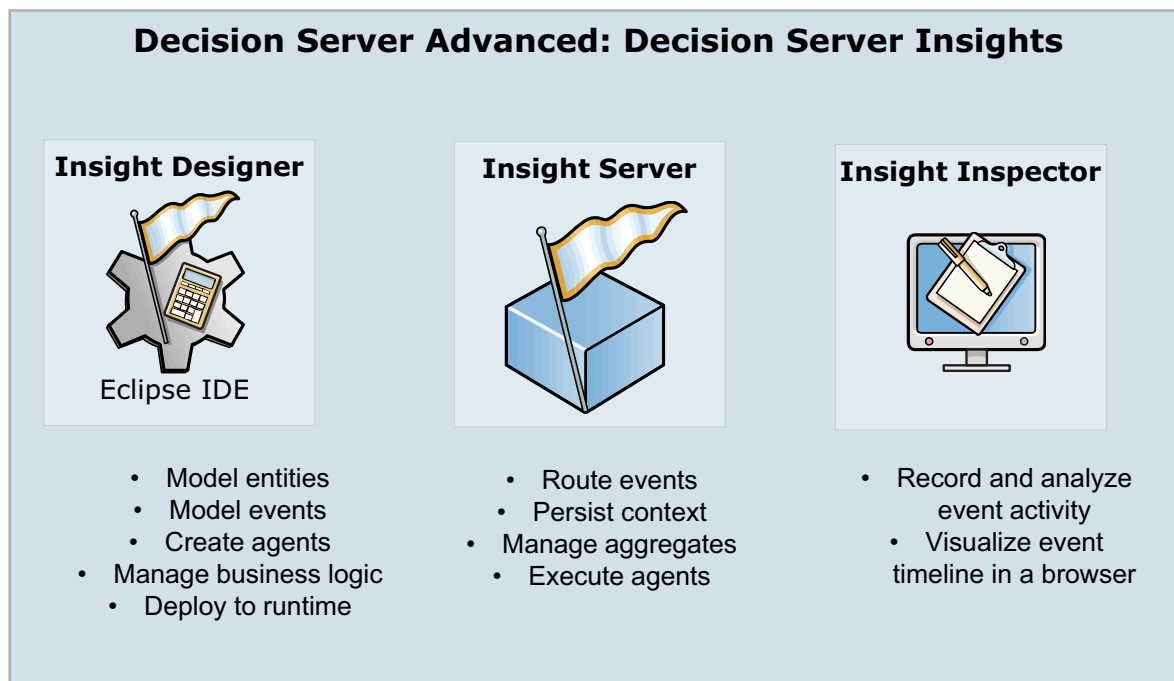 Decision Server Advanced: Decision Server Insights
Insight Designer
Eclipse IDE
• Model entities
• Model events
• Create agents
• Manage business logic
• Deploy to runtime
Insight Server
• Route events
• Persist context
• Manage aggregates
• Execute agents
Insight Inspector
• Record and analyze
event activity
• Visualize event
timeline in a browser